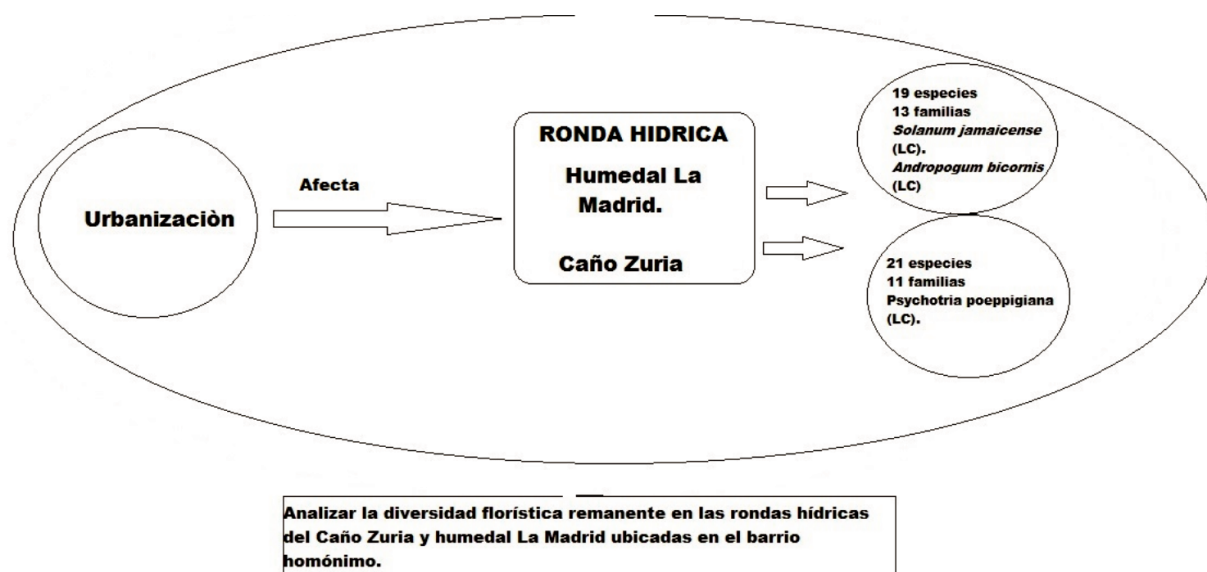 Urbanizaciòn
Afecta
RONDA HIDRICA
Humedal La
Madrid.
Caño Zuria
19 especies
13 familias
Solanum jamaicense
(LC).
Andropogum bicornis
(LC)
21 especies
11 familias
Psychotria poeppigiana
(LC).
Analizar la diversidad florística remanente en las rondas hídricas
del Caño Zuria y humedal La Madrid ubicadas en el barrio
homónimo.